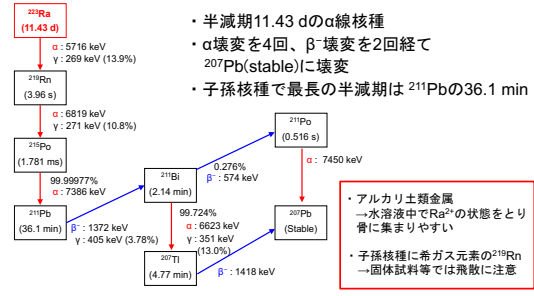 ²²³Ra
(11.43 d)
α : 5716 keV
γ : 269 keV (13.9%)
²¹⁹Rn
(3.96 s)
α : 6819 keV
γ : 271 keV (10.8%)
²¹⁵Po
(1.781 ms)
99.99977%
α : 7386 keV
²¹¹Pb
(36.1 min)
β⁻ : 1372 keV
γ : 405 keV (3.78%)
²¹¹Bi
(2.14 min)
0.276%
β⁻ : 574 keV
²¹¹Po
(0.516 s)
α : 7450 keV
99.724%
α : 6623 keV
γ : 351 keV
(13.0%)
²⁰⁷Tl
(4.77 min)
β⁻ : 1418 keV
²⁰⁷Pb
(Stable)
・半減期11.43 dのα線核種
・α壊変を4回、β⁻壊変を2回経て
²⁰⁷Pb(stable)に壊変
・子孫核種で最長の半減期は ²¹¹Pbの36.1 min
・アルカリ土類金属
→水溶液中でRa²⁺の状態をとり
骨に集まりやすい
・子孫核種に希ガス元素の²¹⁹Rn
→固体試料等では飛散に注意